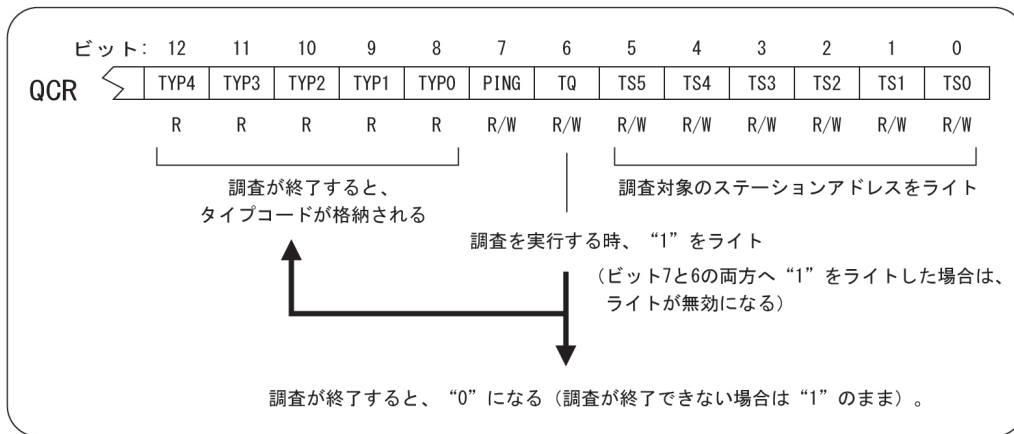 ビット: 12 11 10 9 8 7 6 5 4 3 2 1 0
QCR TYP4 TYP3 TYP2 TYP1 TYP0 PING TQ TS5 TS4 TS3 TS2 TS1 TS0
R R R R R R/W R/W R/W R/W R/W R/W R/W R/W
調査が終了すると、
タイプコードが格納される
調査対象のステーションアドレスをライト
調査を実行する時、“1”をライト
(ビット7と6の両方へ“1”をライトした場合は、
ライトが無効になる)
調査が終了すると、“0”になる(調査が終了できない場合は“1”のまま)。